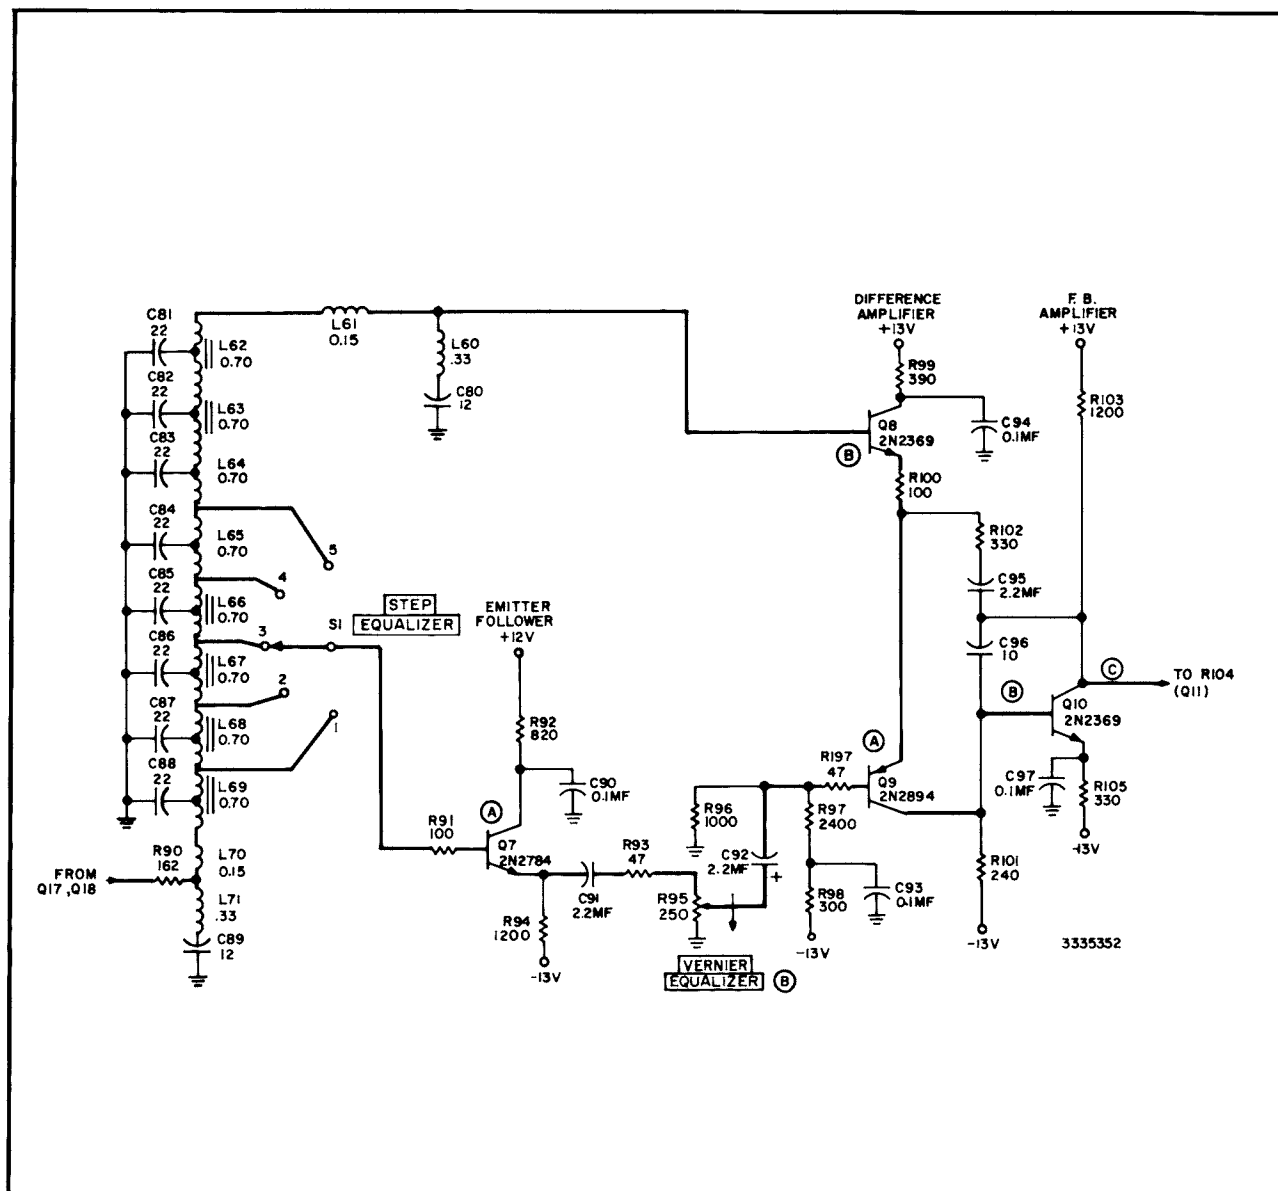 DIFFERENCE
AMPLIFIER
+13V
F. B.
AMPLIFIER
+13V
C81
22
L62
0.70
L61
0.15
L60
.33
C80
12
R99
390
R103
1200
C82
22
L63
0.70
Q8
2N2369
C94
0.1MF
B
C83
22
L64
0.70
R100
100
C84
22
L65
0.70
5
R102
330
C85
22
L66
0.70
4
C95
2.2MF
STEP
EQUALIZER
S1
EMITTER
FOLLOWER
+12V
C86
22
L67
0.70
3
C96
10
C
TO R104
(Q11)
B
Q10
2N2369
C87
22
L68
0.70
2
1
R92
820
A
R197
47
Q9
2N2894
C97
0.1MF
R105
330
-13V
C88
22
L69
0.70
C90
0.1MF
A
R91
100
Q7
2N2784
R96
1000
R97
2400
R90
162
FROM
Q17,Q18
L70
0.15
R93
47
C92
2.2MF
+
R101
240
-13V
L71
.33
C91
2.2MF
R95
250
R98
300
-13V
C93
0.1MF
C89
12
R94
1200
-13V
VERNIER
EQUALIZER
B
3335352